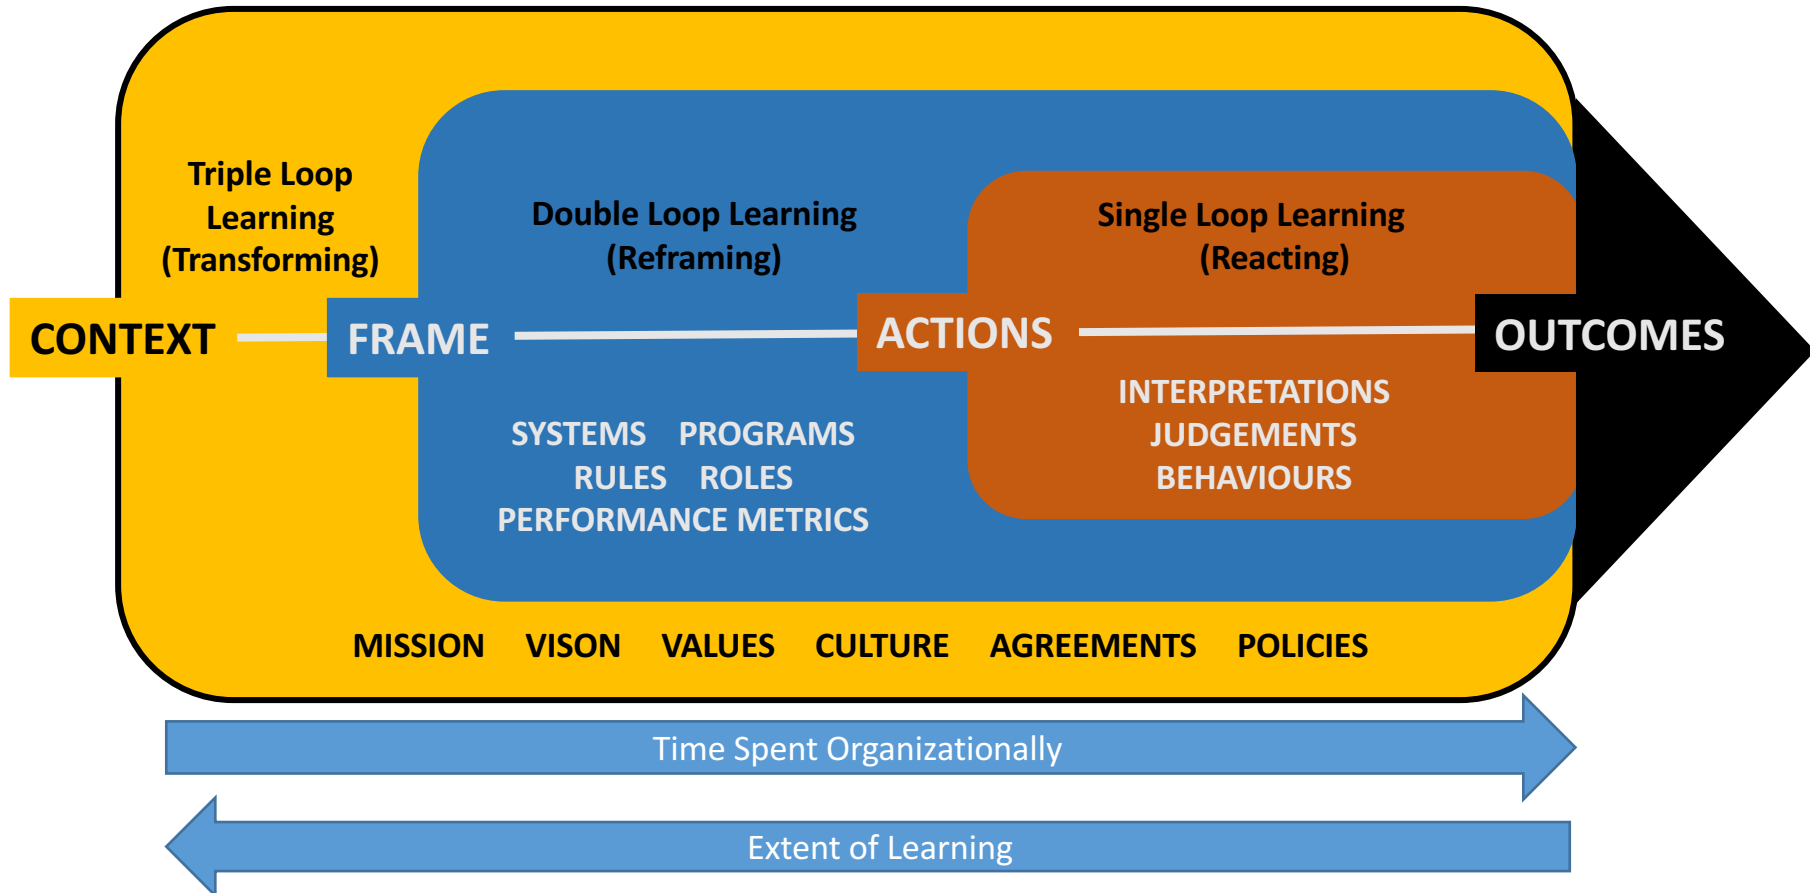 Triple Loop
Learning
(Transforming)
Double Loop Learning
(Reframing)
Single Loop Learning
(Reacting)
CONTEXT
FRAME
ACTIONS
OUTCOMES
SYSTEMS PROGRAMS
RULES ROLES
PERFORMANCE METRICS
INTERPRETATIONS
JUDGEMENTS
BEHAVIOURS
MISSION VISON VALUES CULTURE AGREEMENTS POLICIES
Time Spent Organizationally
Extent of Learning